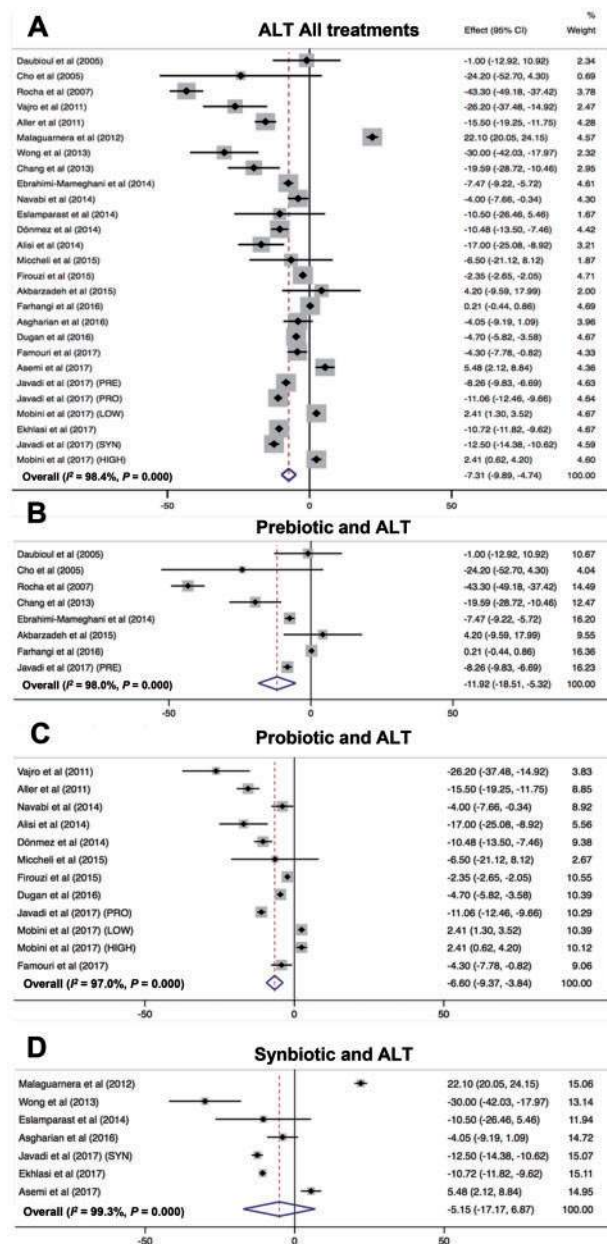 A
ALT All treatments
%
Effect (95% CI) Weight
Daubioul et al (2005) -1.00 (-12.92, 10.92) 2.34
Cho et al (2005) -24.20 (-52.70, 4.30) 0.69
Rocha et al (2007) -43.30 (-49.18, -37.42) 3.78
Vajro et al (2011) -26.20 (-37.48, -14.92) 2.47
Aller et al (2011) -15.50 (-19.25, -11.75) 4.28
Malaguarnera et al (2012) 22.10 (20.05, 24.15) 4.57
Wong et al (2013) -30.00 (-42.03, -17.97) 2.32
Chang et al (2013) -19.59 (-28.72, -10.46) 2.95
Ebrahimi-Mameghani et al (2014) -7.47 (-9.22, -5.72) 4.61
Navabi et al (2014) -4.00 (-7.66, -0.34) 4.30
Eslamparast et al (2014) -10.50 (-26.46, 5.46) 1.67
Dönmez et al (2014) -10.48 (-13.50, -7.46) 4.42
Alisi et al (2014) -17.00 (-25.08, -8.92) 3.21
Miccheli et al (2015) -6.50 (-21.12, 8.12) 1.87
Firouzi et al (2015) -2.35 (-2.65, -2.05) 4.71
Akbarzadeh et al (2015) 4.20 (-9.59, 17.99) 2.00
Farhangi et al (2016) 0.21 (-0.44, 0.86) 4.69
Asgharian et al (2016) -4.05 (-9.19, 1.09) 3.96
Dugan et al (2016) -4.70 (-5.82, -3.58) 4.67
Famouri et al (2017) -4.30 (-7.78, -0.82) 4.33
Asemi et al (2017) 5.48 (2.12, 8.84) 4.36
Javadi et al (2017) (PRE) -8.26 (-9.83, -6.69) 4.63
Javadi et al (2017) (PRO) -11.06 (-12.46, -9.66) 4.64
Mobini et al (2017) (LOW) 2.41 (1.30, 3.52) 4.67
Ekhlasi et al (2017) -10.72 (-11.82, -9.62) 4.67
Javadi et al (2017) (SYN) -12.50 (-14.38, -10.62) 4.59
Mobini et al (2017) (HIGH) 2.41 (0.62, 4.20) 4.60
Overall (I² = 98.4%, P = 0.000) -7.31 (-9.89, -4.74) 100.00
-50 0 50
B
Prebiotic and ALT
Daubioul et al (2005) -1.00 (-12.92, 10.92) 10.67
Cho et al (2005) -24.20 (-52.70, 4.30) 4.04
Rocha et al (2007) -43.30 (-49.18, -37.42) 14.49
Chang et al (2013) -19.59 (-28.72, -10.46) 12.47
Ebrahimi-Mameghani et al (2014) -7.47 (-9.22, -5.72) 16.20
Akbarzadeh et al (2015) 4.20 (-9.59, 17.99) 9.55
Farhangi et al (2016) 0.21 (-0.44, 0.86) 16.36
Javadi et al (2017) (PRE) -8.26 (-9.83, -6.69) 16.23
Overall (I² = 98.0%, P = 0.000) -11.92 (-18.51, -5.32) 100.00
-50 0 50
C
Probiotic and ALT
Vajro et al (2011) -26.20 (-37.48, -14.92) 3.83
Aller et al (2011) -15.50 (-19.25, -11.75) 8.85
Navabi et al (2014) -4.00 (-7.66, -0.34) 8.92
Alisi et al (2014) -17.00 (-25.08, -8.92) 5.56
Dönmez et al (2014) -10.48 (-13.50, -7.46) 9.38
Miccheli et al (2015) -6.50 (-21.12, 8.12) 2.67
Firouzi et al (2015) -2.35 (-2.65, -2.05) 10.55
Dugan et al (2016) -4.70 (-5.82, -3.58) 10.39
Javadi et al (2017) (PRO) -11.06 (-12.46, -9.66) 10.29
Mobini et al (2017) (LOW) 2.41 (1.30, 3.52) 10.39
Mobini et al (2017) (HIGH) 2.41 (0.62, 4.20) 10.12
Famouri et al (2017) -4.30 (-7.78, -0.82) 9.06
Overall (I² = 97.0%, P = 0.000) -6.60 (-9.37, -3.84) 100.00
-50 0 50
D
Synbiotic and ALT
Malaguarnera et al (2012) 22.10 (20.05, 24.15) 15.06
Wong et al (2013) -30.00 (-42.03, -17.97) 13.14
Eslamparast et al (2014) -10.50 (-26.46, 5.46) 11.94
Asgharian et al (2016) -4.05 (-9.19, 1.09) 14.72
Javadi et al (2017) (SYN) -12.50 (-14.38, -10.62) 15.07
Ekhlasi et al (2017) -10.72 (-11.82, -9.62) 15.11
Asemi et al (2017) 5.48 (2.12, 8.84) 14.95
Overall (I² = 99.3%, P = 0.000) -5.15 (-17.17, 6.87) 100.00
-50 0 50